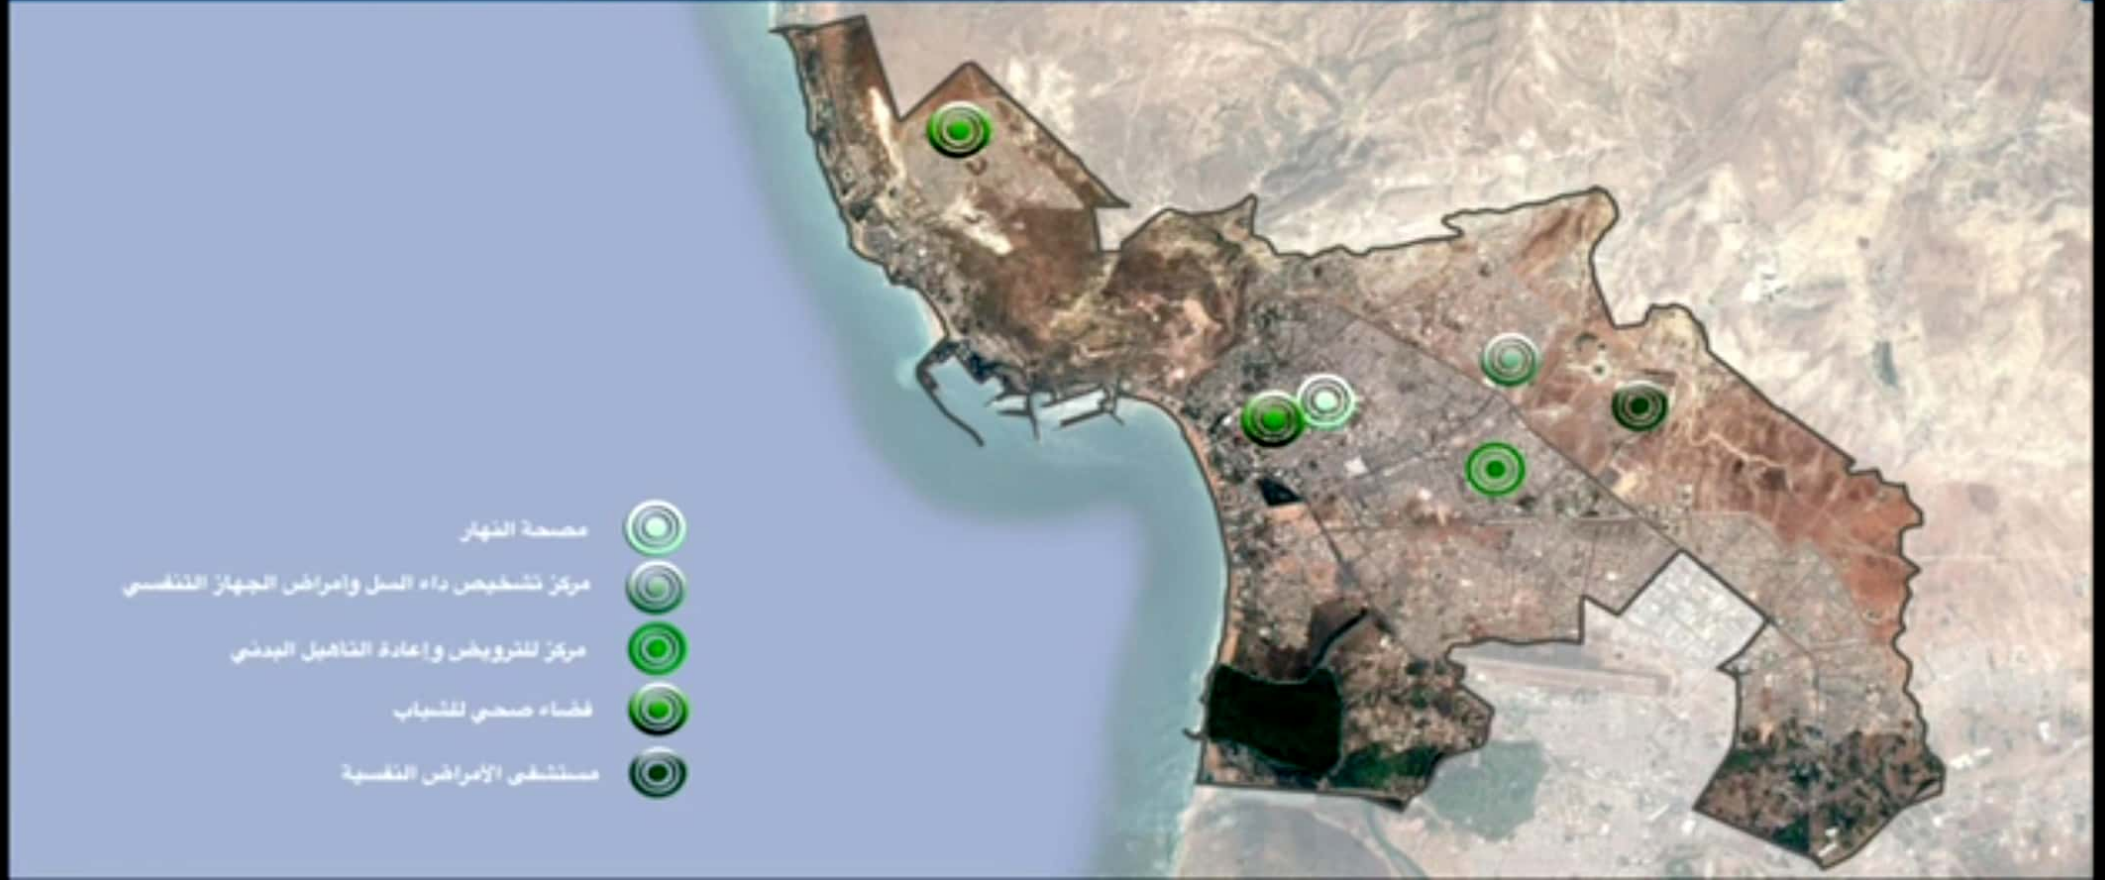 مصحة النهار
مركز تشخيص داء السل وأمراض الجهاز التنفسي
مركز للترويض وإعادة التاهيل البدني
فضاء صحي للشباب
مستشفى الأمراض النفسية